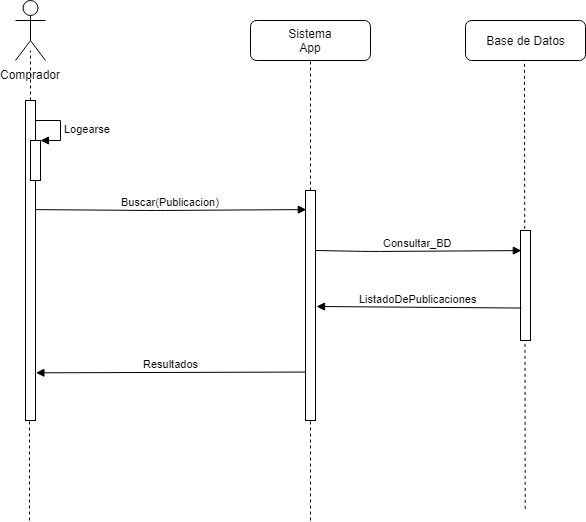 Comprador
Sistema
App
Base de Datos
Logearse
Buscar(Publicacion)
Consultar_BD
ListadoDePublicaciones
Resultados